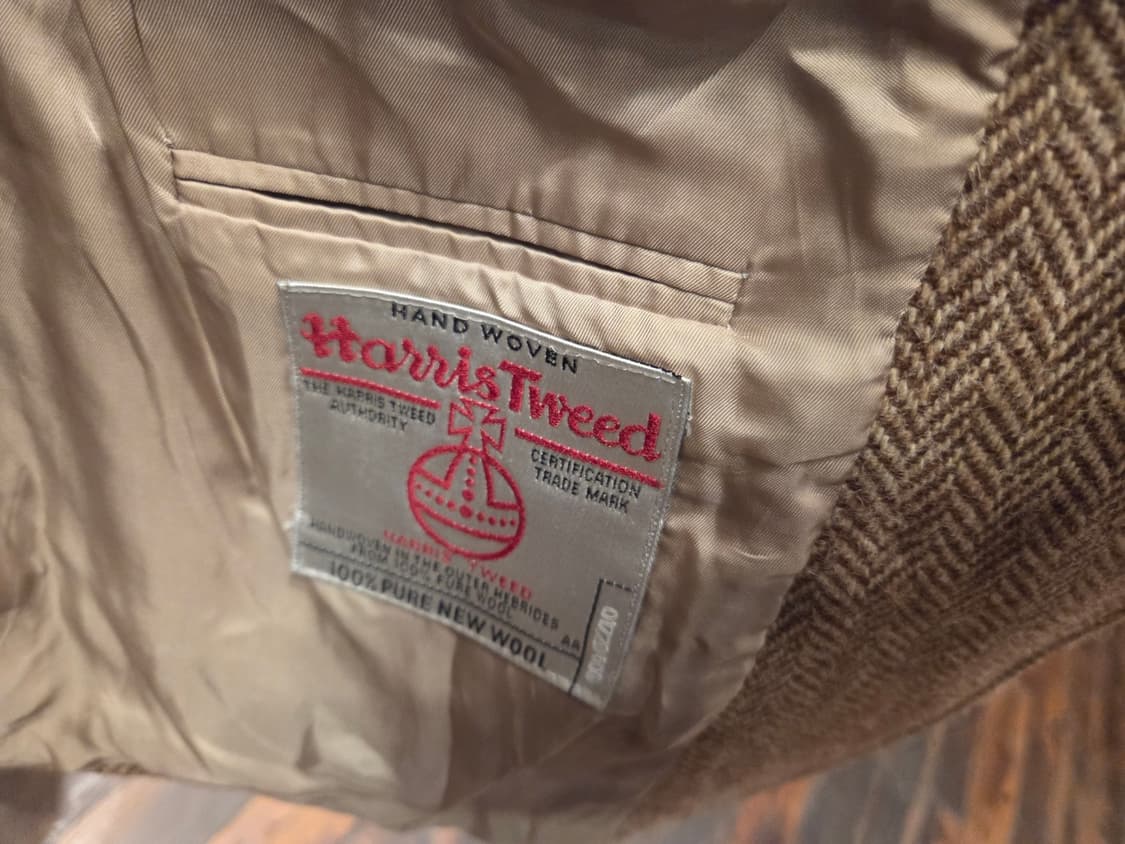 HAND WOVEN
Harris Tweed
THE HARRIS TWEED
AUTHORITY
CERTIFICATION
TRADE MARK
HARRIS TWEED
HANDWOVEN IN THE OUTER HEBRIDES
FROM 100% PURE WOOL
100% PURE NEW WOOL
AA